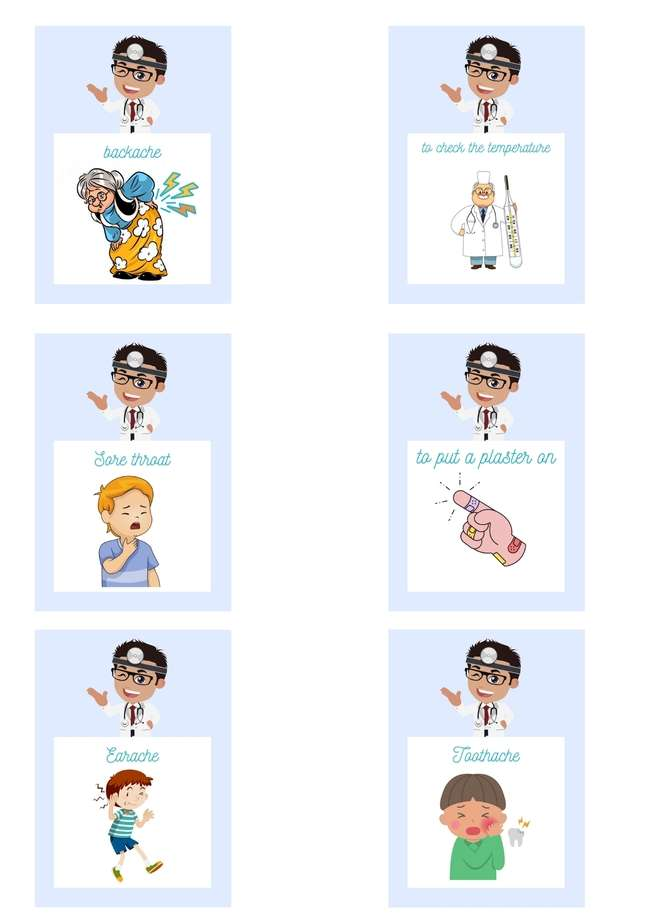 backache
to check the temperature
Sore throat
to put a plaster on
Earache
Toothache